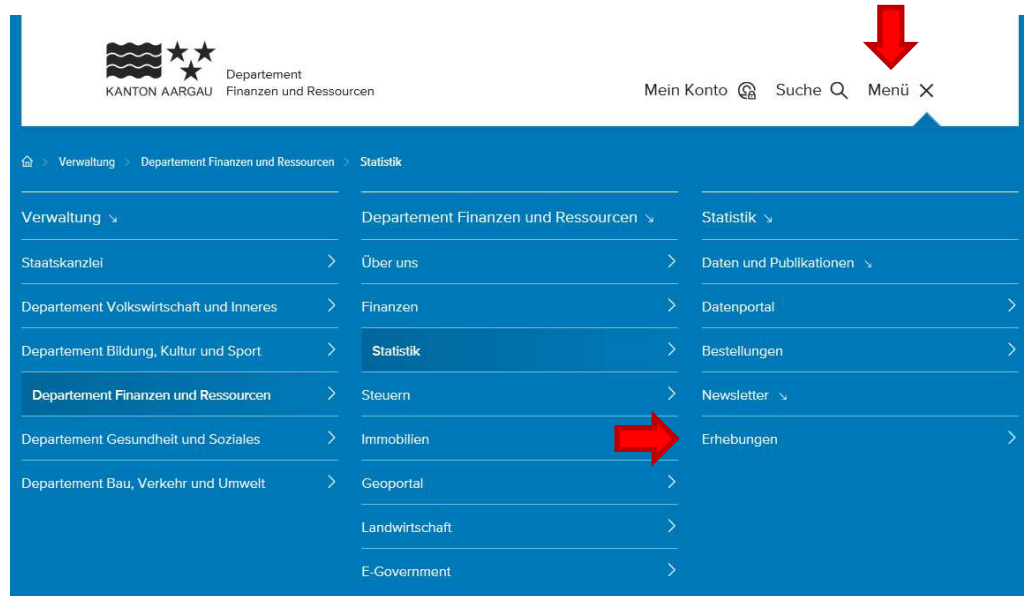 Departement
KANTON AARGAU Finanzen und Ressourcen
Mein Konto Suche Menü
Verwaltung > Departement Finanzen und Ressourcen > Statistik
Verwaltung
Staatskanzlei
Departement Volkswirtschaft und Inneres
Departement Bildung, Kultur und Sport
Departement Finanzen und Ressourcen
Departement Gesundheit und Soziales
Departement Bau, Verkehr und Umwelt
Departement Finanzen und Ressourcen
Über uns
Finanzen
Statistik
Steuern
Immobilien
Geoportal
Landwirtschaft
E-Government
Statistik
Daten und Publikationen
Datenportal
Bestellungen
Newsletter
Erhebungen